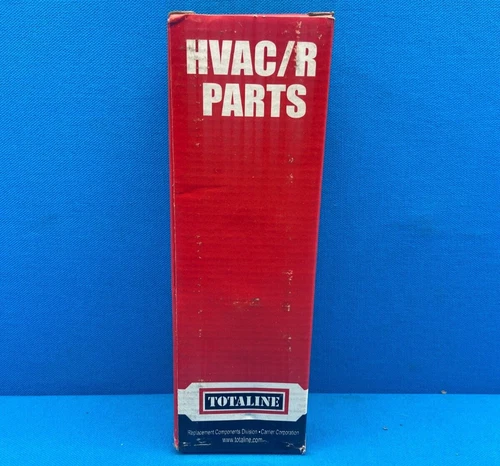 HVAC/R
PARTS
TOTALINE
Replacement Components Division • Carrier Corporation
www.totaline.com